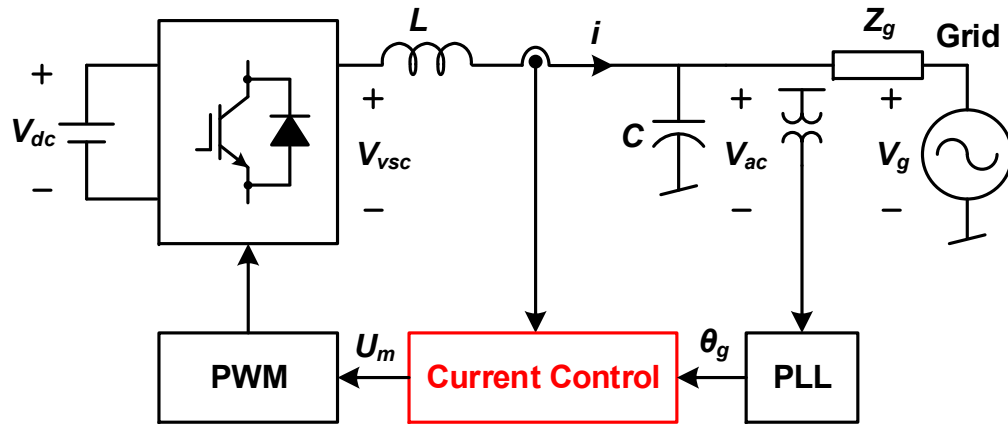 L
i
Z_g
Grid
+
V_dc
−
+
V_vsc
−
C
+
V_ac
−
+
V_g
−
PWM
U_m
Current Control
θ_g
PLL